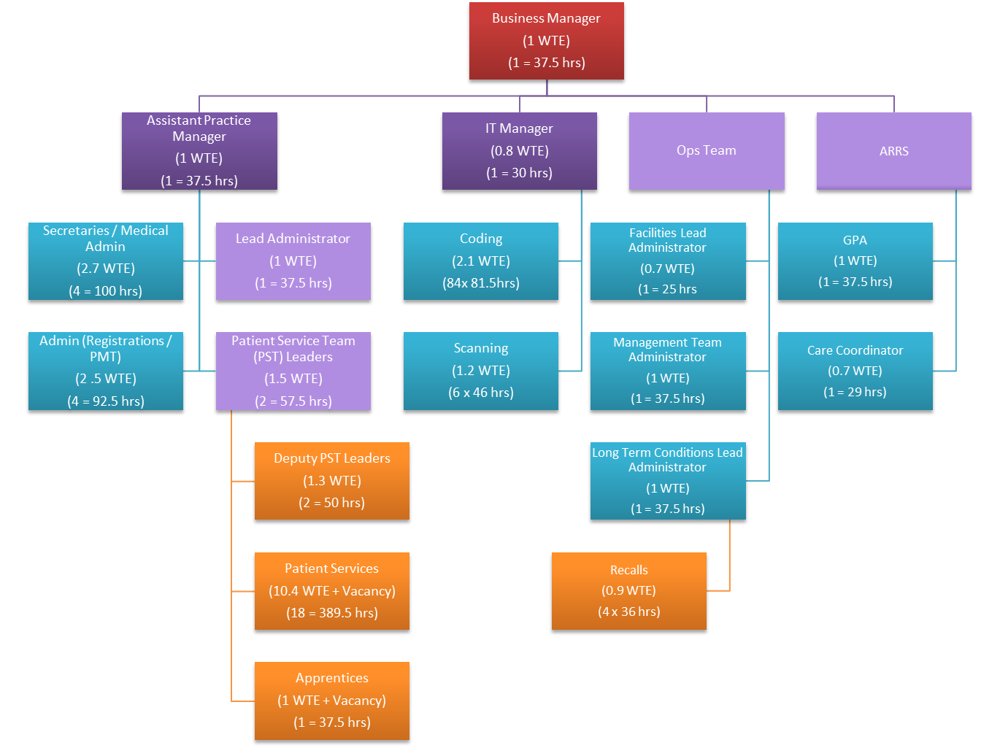 Business Manager
(1 WTE)
(1 = 37.5 hrs)
Assistant Practice
Manager
(1 WTE)
(1 = 37.5 hrs)
IT Manager
(0.8 WTE)
(1 = 30 hrs)
Ops Team
ARRS
Secretaries / Medical
Admin
(2.7 WTE)
(4 = 100 hrs)
Lead Administrator
(1 WTE)
(1 = 37.5 hrs)
Coding
(2.1 WTE)
(84x 81.5hrs)
Facilities Lead
Administrator
(0.7 WTE)
(1 = 25 hrs
GPA
(1 WTE)
(1 = 37.5 hrs)
Admin (Registrations /
PMT)
(2 .5 WTE)
(4 = 92.5 hrs)
Patient Service Team
(PST) Leaders
(1.5 WTE)
(2 = 57.5 hrs)
Scanning
(1.2 WTE)
(6 x 46 hrs)
Management Team
Administrator
(1 WTE)
(1 = 37.5 hrs)
Care Coordinator
(0.7 WTE)
(1 = 29 hrs)
Deputy PST Leaders
(1.3 WTE)
(2 = 50 hrs)
Long Term Conditions Lead
Administrator
(1 WTE)
(1 = 37.5 hrs)
Patient Services
(10.4 WTE + Vacancy)
(18 = 389.5 hrs)
Recalls
(0.9 WTE)
(4 x 36 hrs)
Apprentices
(1 WTE + Vacancy)
(1 = 37.5 hrs)